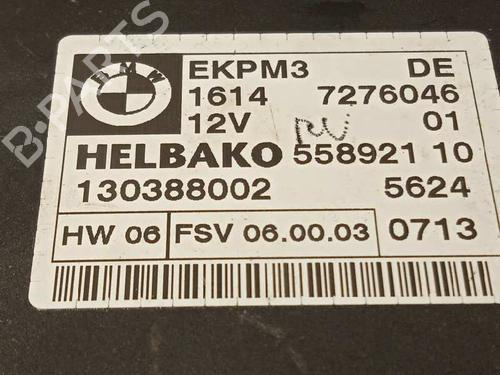 BMW
EKPM3 DE
1614 7276046
12V 01
HELBAKO 558921 10
130388002 5624
HW 06 FSV 06.00.03 0713
B-PARTS